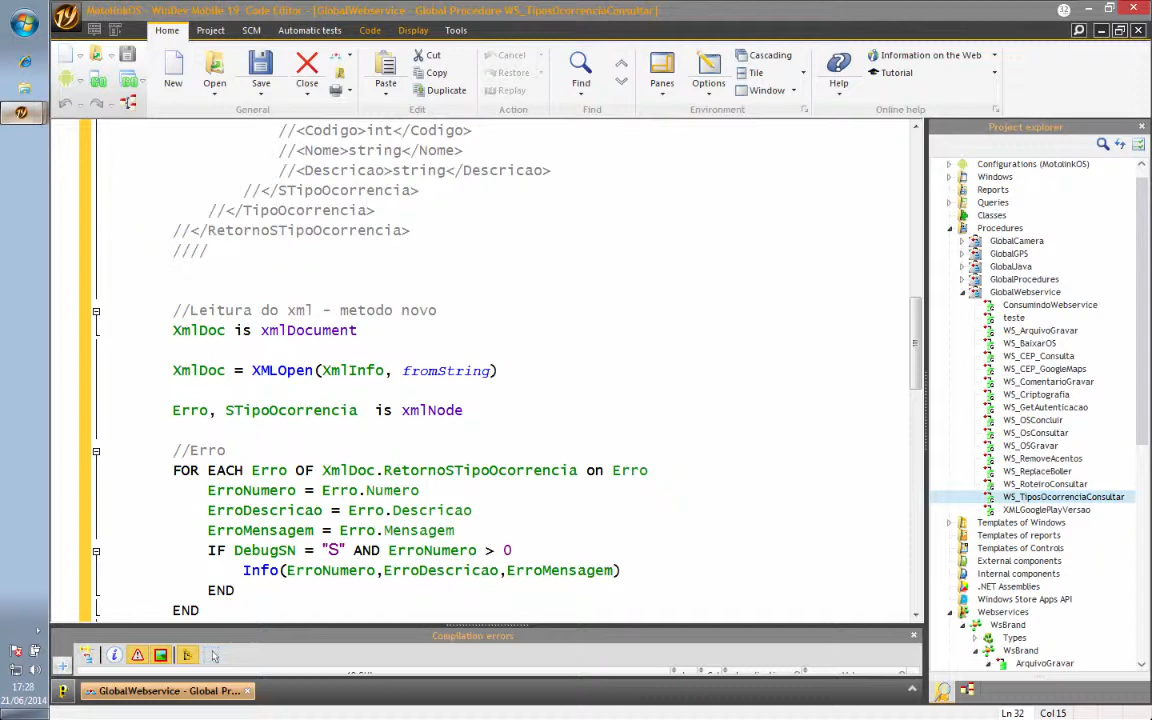 MotolinkOS - WinDev Mobile 19 Code Editor - [GlobalWebservice - Global Procedure WS_TiposOcorrenciaConsultar]
32
Home Project SCM Automatic tests Code Display Tools
New Open Save Close
General
Paste Cut Copy Duplicate
Edit
Cancel Restore Replay
Action
Find
Find
Panes Options Cascading Tile Window
Environment
Help Information on the Web Tutorial
Online help
//<Codigo>int</Codigo>
//<Nome>string</Nome>
//<Descricao>string</Descricao>
//</STipoOcorrencia>
//</TipoOcorrencia>
//</RetornoSTipoOcorrencia>
////
//Leitura do xml - metodo novo
XmlDoc is xmlDocument
XmlDoc = XMLOpen(XmlInfo, fromString)
Erro, STipoOcorrencia is xmlNode
//Erro
FOR EACH Erro OF XmlDoc.RetornoSTipoOcorrencia on Erro
ErroNumero = Erro.Numero
ErroDescricao = Erro.Descricao
ErroMensagem = Erro.Mensagem
IF DebugSN = "S" AND ErroNumero > 0
Info(ErroNumero,ErroDescricao,ErroMensagem)
END
END
Compilation errors
GlobalWebservice - Global Pr...
Ln 32 Col 15
Project explorer
Configurations (MotolinkOS)
Windows
Reports
Queries
Classes
Procedures
GlobalCamera
GlobalGPS
GlobalJava
GlobalProcedures
GlobalWebservice
ConsumindoWebservice
teste
WS_ArquivoGravar
WS_BaixarOS
WS_CEP_Consulta
WS_CEP_GoogleMaps
WS_ComentarioGravar
WS_Criptografia
WS_GetAutenticacao
WS_OSConcluir
WS_OsConsultar
WS_OSGravar
WS_RemoveAcentos
WS_ReplaceBoler
WS_RoteiroConsultar
WS_TiposOcorrenciaConsultar
XMLGooglePlayVersao
Templates of Windows
Templates of reports
Templates of Controls
External components
Internal components
.NET Assemblies
Windows Store Apps API
Webservices
WsBrand
Types
WsBrand
ArquivoGravar
17:28
21/06/2014